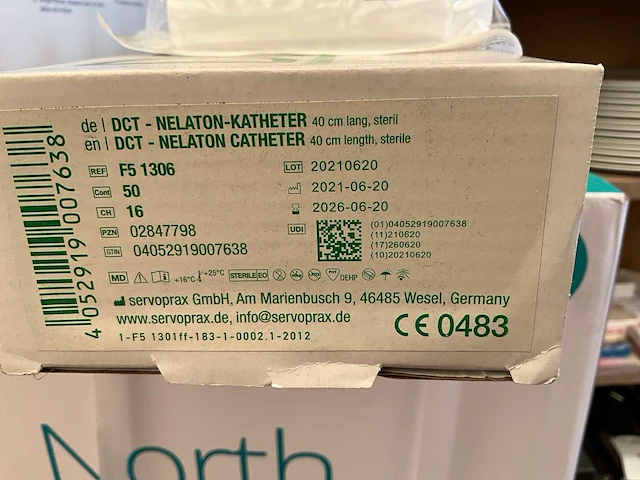 de | DCT - NELATON-KATHETER 40 cm lang, steril
en | DCT - NELATON CATHETER 40 cm length, sterile
REF F5 1306
LOT 20210620
Cont 50
2021-06-20
CH 16
2026-06-20
PZN 02847798
UDI
(01)04052919007638
(11)210620
(17)260620
(10)20210620
GTIN 04052919007638
MD +16°C +25°C STERILE EO DEHP
servoprax GmbH, Am Marienbusch 9, 46485 Wesel, Germany
www.servoprax.de, info@servoprax.de
CE 0483
1-F5 1301ff-183-1-0002.1-2012
4 052919 007638
North